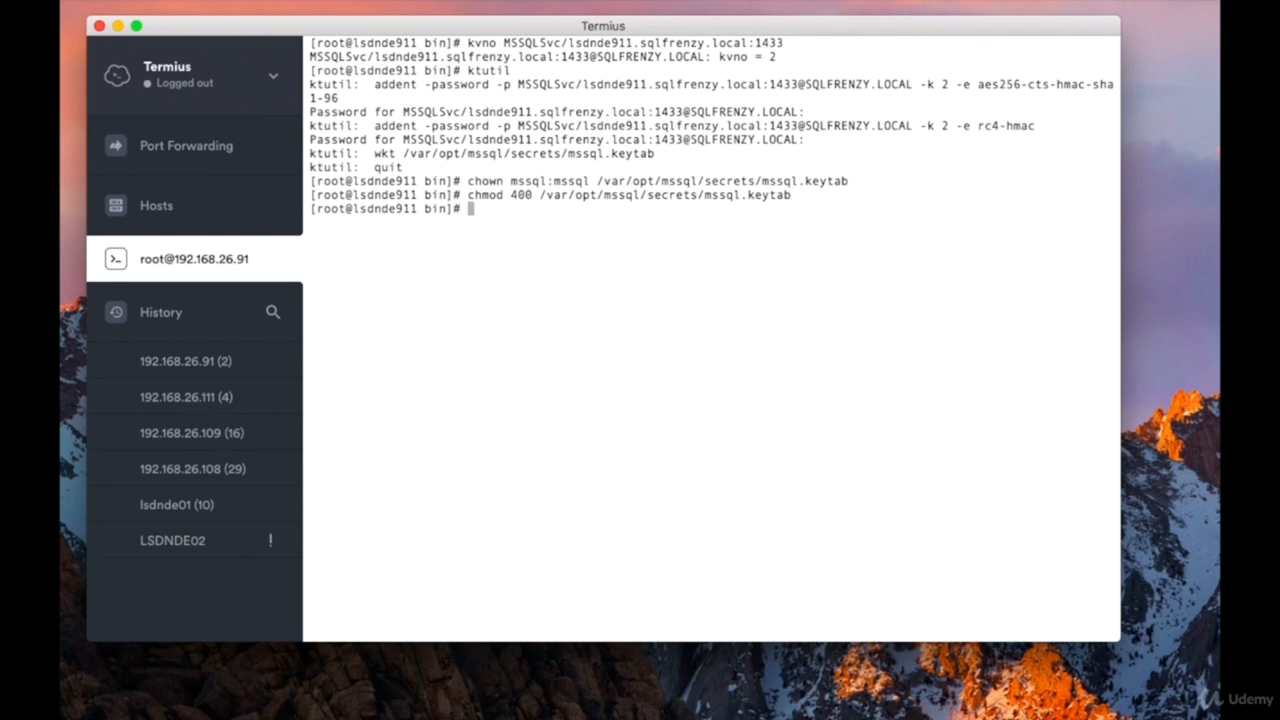 Termius
Termius
Logged out
Port Forwarding
Hosts
root@192.168.26.91
History
192.168.26.91 (2)
192.168.26.111 (4)
192.168.26.109 (16)
192.168.26.108 (29)
lsdnde01 (10)
LSDNDE02 !
[root@lsdnde911 bin]# kvno MSSQLSvc/lsdnde911.sqlfrenzy.local:1433
MSSQLSvc/lsdnde911.sqlfrenzy.local:1433@SQLFRENZY.LOCAL: kvno = 2
[root@lsdnde911 bin]# ktutil
ktutil:  addent -password -p MSSQLSvc/lsdnde911.sqlfrenzy.local:1433@SQLFRENZY.LOCAL -k 2 -e aes256-cts-hmac-sha
1-96
Password for MSSQLSvc/lsdnde911.sqlfrenzy.local:1433@SQLFRENZY.LOCAL:
ktutil:  addent -password -p MSSQLSvc/lsdnde911.sqlfrenzy.local:1433@SQLFRENZY.LOCAL -k 2 -e rc4-hmac
Password for MSSQLSvc/lsdnde911.sqlfrenzy.local:1433@SQLFRENZY.LOCAL:
ktutil:  wkt /var/opt/mssql/secrets/mssql.keytab
ktutil:  quit
[root@lsdnde911 bin]# chown mssql:mssql /var/opt/mssql/secrets/mssql.keytab
[root@lsdnde911 bin]# chmod 400 /var/opt/mssql/secrets/mssql.keytab
[root@lsdnde911 bin]#
Udemy